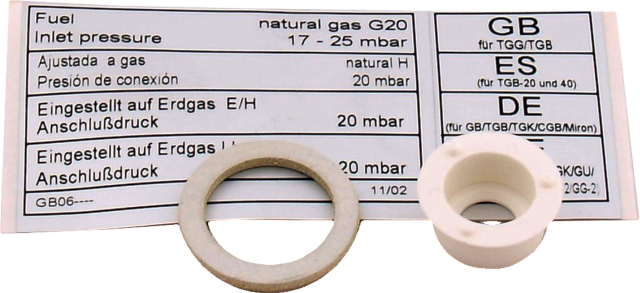 Fuel natural gas G20
Inlet pressure 17 - 25 mbar
GB
für TGG/TGB
Ajustada a gas natural H
Presión de conexión 20 mbar
ES
(für TGB-20 und 40)
Eingestellt auf Erdgas E/H
Anschlußdruck 20 mbar
DE
(für GB/TGB/TGK/CGB/Miron)
Eingestellt auf Erdgas
Anschlußdruck 20 mbar
GK/GU/
2/GG-2)
GB06---- 11/02